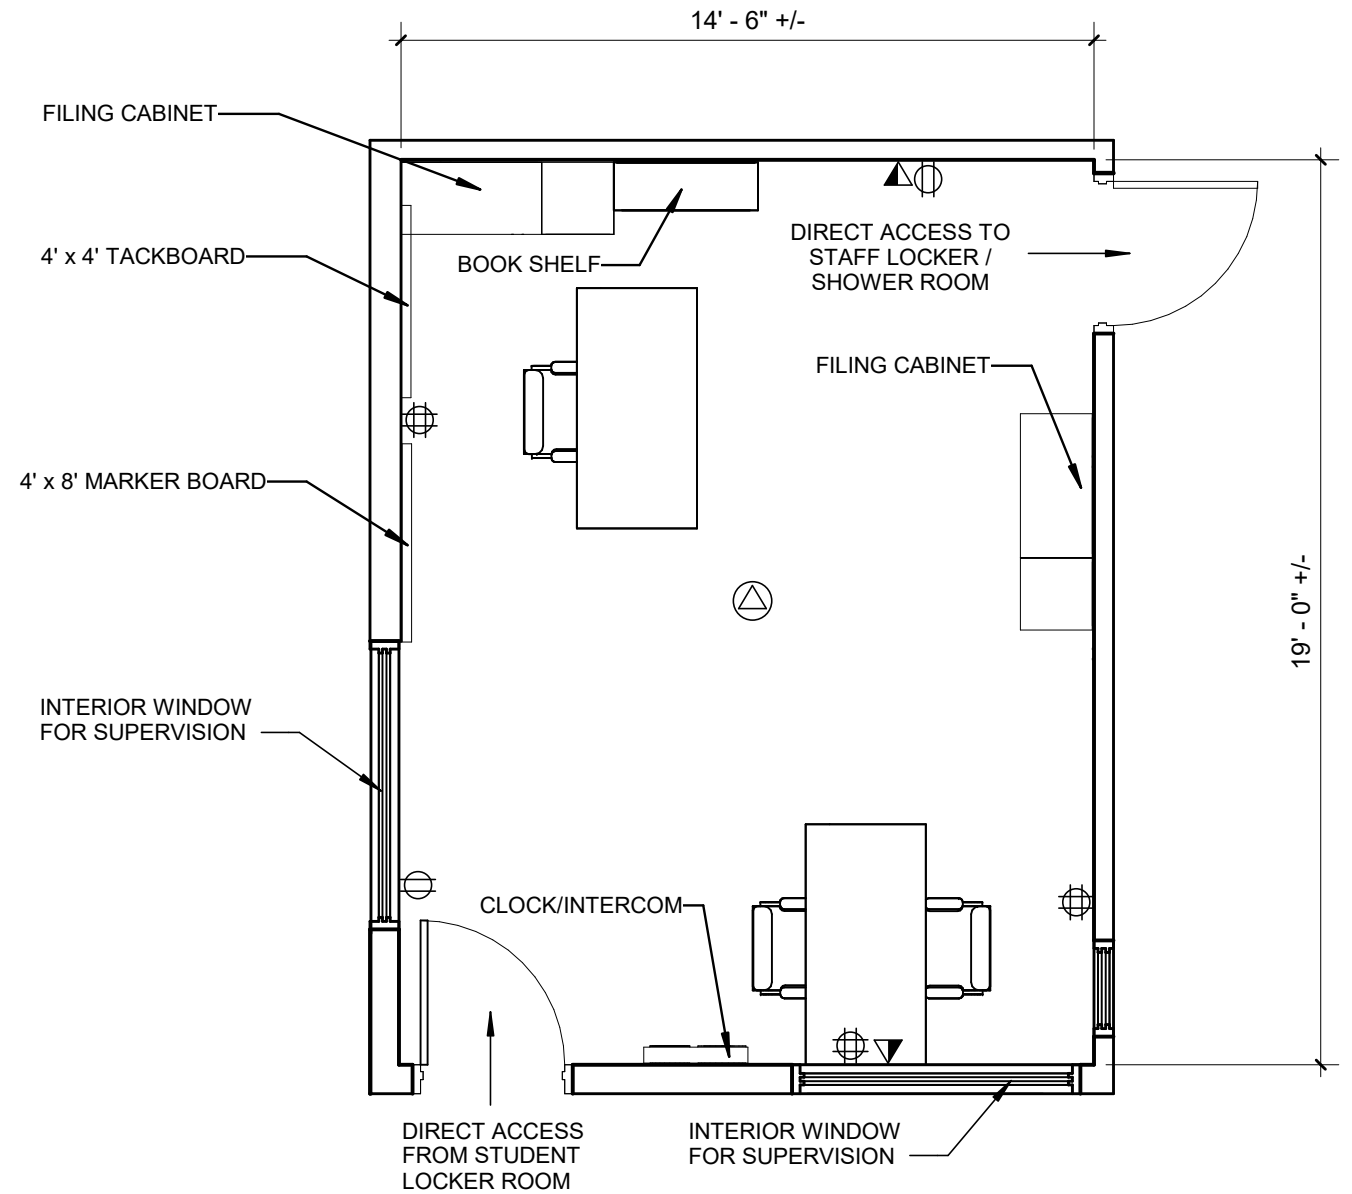 14' - 6" +/-
FILING CABINET
4' x 4' TACKBOARD
BOOK SHELF
DIRECT ACCESS TO
STAFF LOCKER /
SHOWER ROOM
FILING CABINET
4' x 8' MARKER BOARD
19' - 0" +/-
INTERIOR WINDOW
FOR SUPERVISION
CLOCK/INTERCOM
DIRECT ACCESS
FROM STUDENT
LOCKER ROOM
INTERIOR WINDOW
FOR SUPERVISION